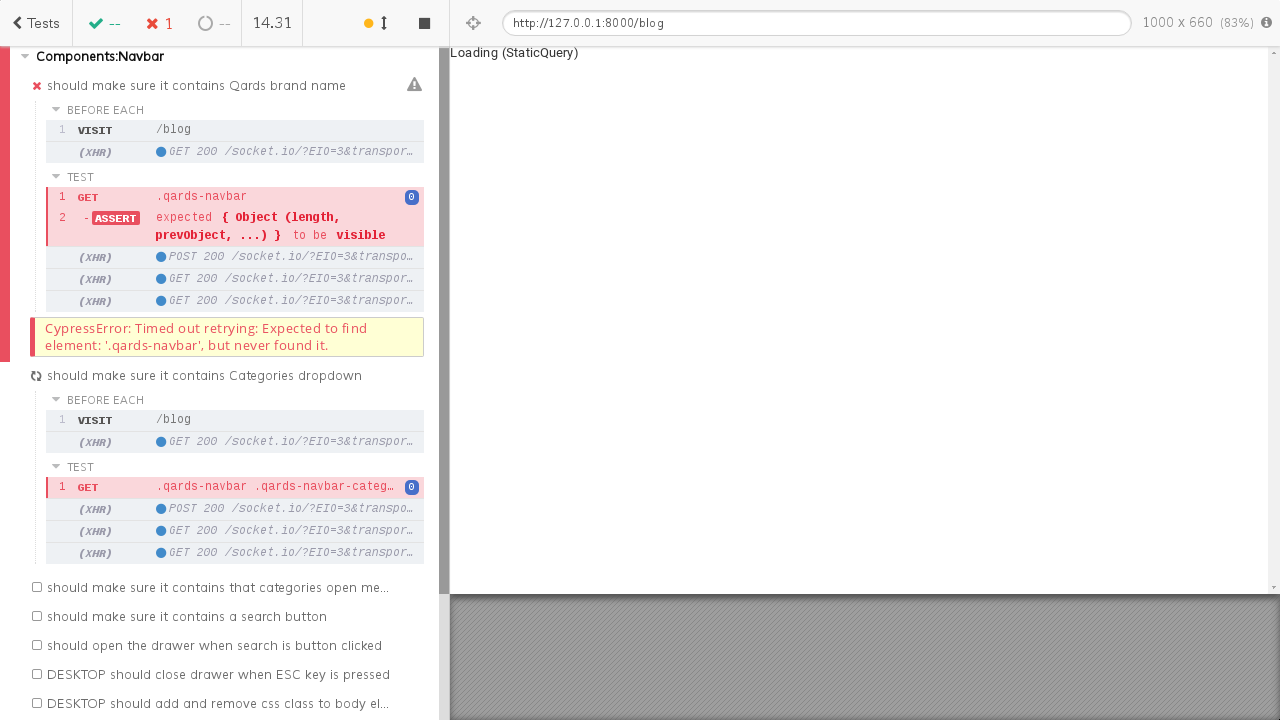 Tests
--
1
--
14.31
http://127.0.0.1:8000/blog
1000 x 660 (83%)
Components:Navbar
should make sure it contains Qards brand name
BEFORE EACH
1 VISIT /blog
(XHR) GET 200 /socket.io/?EIO=3&transpor…
TEST
1 GET .qards-navbar 0
2 -ASSERT expected { Object (length,
prevObject, ...) } to be visible
(XHR) POST 200 /socket.io/?EIO=3&transpo…
(XHR) GET 200 /socket.io/?EIO=3&transpor…
(XHR) GET 200 /socket.io/?EIO=3&transpor…
CypressError: Timed out retrying: Expected to find
element: '.qards-navbar', but never found it.
should make sure it contains Categories dropdown
BEFORE EACH
1 VISIT /blog
(XHR) GET 200 /socket.io/?EIO=3&transpor…
TEST
1 GET .qards-navbar .qards-navbar-categ… 0
(XHR) POST 200 /socket.io/?EIO=3&transpo…
(XHR) GET 200 /socket.io/?EIO=3&transpor…
(XHR) GET 200 /socket.io/?EIO=3&transpor…
should make sure it contains that categories open me...
should make sure it contains a search button
should open the drawer when search is button clicked
DESKTOP should close drawer when ESC key is pressed
DESKTOP should add and remove css class to body el...
Loading (StaticQuery)